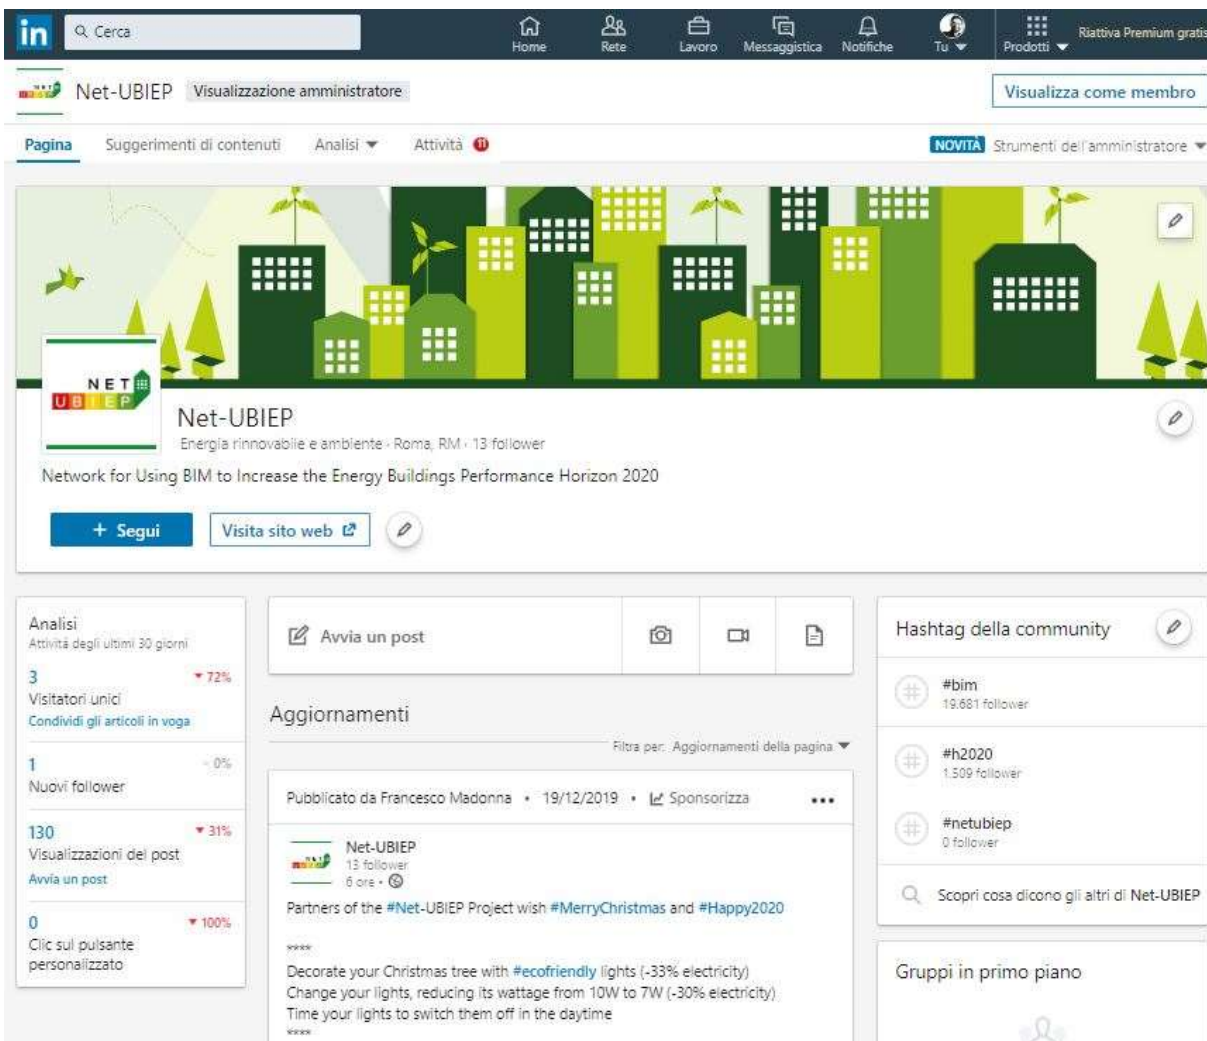 in Cerca
Home Rete Lavoro Messaggistica Notifiche Tu Prodotti Riattiva Premium gratis
Net-UBIEP Visualizzazione amministratore Visualizza come membro
Pagina Suggerimenti di contenuti Analisi Attività 11 NOVITÀ Strumenti dell'amministratore
NET
UBIEP
Net-UBIEP
Energia rinnovabile e ambiente · Roma, RM · 13 follower
Network for Using BIM to Increase the Energy Buildings Performance Horizon 2020
+ Segui Visita sito web
Analisi
Attività degli ultimi 30 giorni
3 ▼ 72%
Visitatori unici
Condividi gli articoli in voga
1 - 0%
Nuovi follower
130 ▼ 31%
Visualizzazioni dei post
Avvia un post
0 ▼ 100%
Clic sul pulsante
personalizzato
Avvia un post
Aggiornamenti
Filtra per: Aggiornamenti della pagina ▼
Pubblicato da Francesco Madonna • 19/12/2019 • Sponsorizza •••
Net-UBIEP
13 follower
6 ore •
Partners of the #Net-UBIEP Project wish #MerryChristmas and #Happy2020
****
Decorate your Christmas tree with #ecofriendly lights (-33% electricity)
Change your lights, reducing its wattage from 10W to 7W (-30% electricity)
Time your lights to switch them off in the daytime
****
Hashtag della community
#bim
19.681 follower
#h2020
1.509 follower
#netubiep
0 follower
Scopri cosa dicono gli altri di Net-UBIEP
Gruppi in primo piano